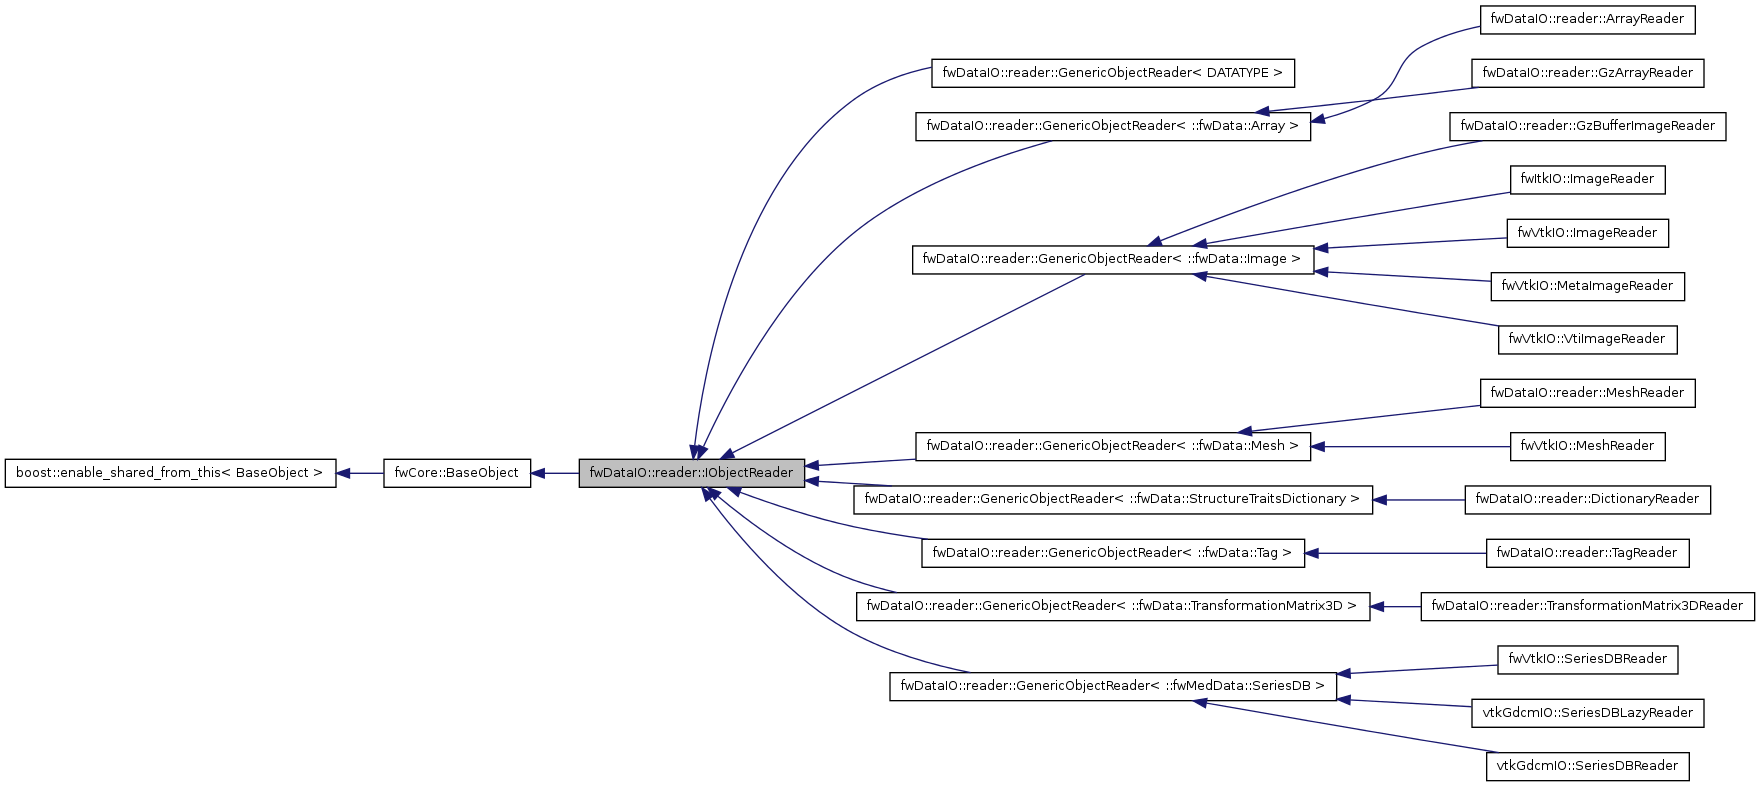 boost::enable_shared_from_this< BaseObject >
fwCore::BaseObject
fwDataIO::reader::IObjectReader
fwDataIO::reader::GenericObjectReader< DATATYPE >
fwDataIO::reader::GenericObjectReader< ::fwData::Array >
fwDataIO::reader::GenericObjectReader< ::fwData::Image >
fwDataIO::reader::GenericObjectReader< ::fwData::Mesh >
fwDataIO::reader::GenericObjectReader< ::fwData::StructureTraitsDictionary >
fwDataIO::reader::GenericObjectReader< ::fwData::Tag >
fwDataIO::reader::GenericObjectReader< ::fwData::TransformationMatrix3D >
fwDataIO::reader::GenericObjectReader< ::fwMedData::SeriesDB >
fwDataIO::reader::ArrayReader
fwDataIO::reader::GzArrayReader
fwDataIO::reader::GzBufferImageReader
fwItkIO::ImageReader
fwVtkIO::ImageReader
fwVtkIO::MetaImageReader
fwVtkIO::VtiImageReader
fwDataIO::reader::MeshReader
fwVtkIO::MeshReader
fwDataIO::reader::DictionaryReader
fwDataIO::reader::TagReader
fwDataIO::reader::TransformationMatrix3DReader
fwVtkIO::SeriesDBReader
vtkGdcmIO::SeriesDBLazyReader
vtkGdcmIO::SeriesDBReader